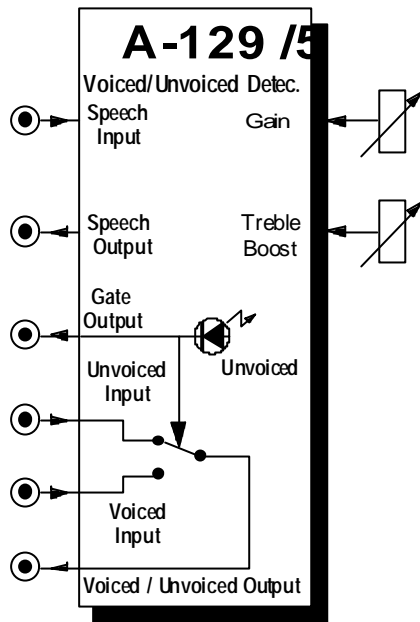 A-129 /5
Voiced/Unvoiced Detec.
Speech
Input
Gain
Speech
Output
Treble
Boost
Gate
Output
Unvoiced
Input
Unvoiced
Voiced
Input
Voiced / Unvoiced Output